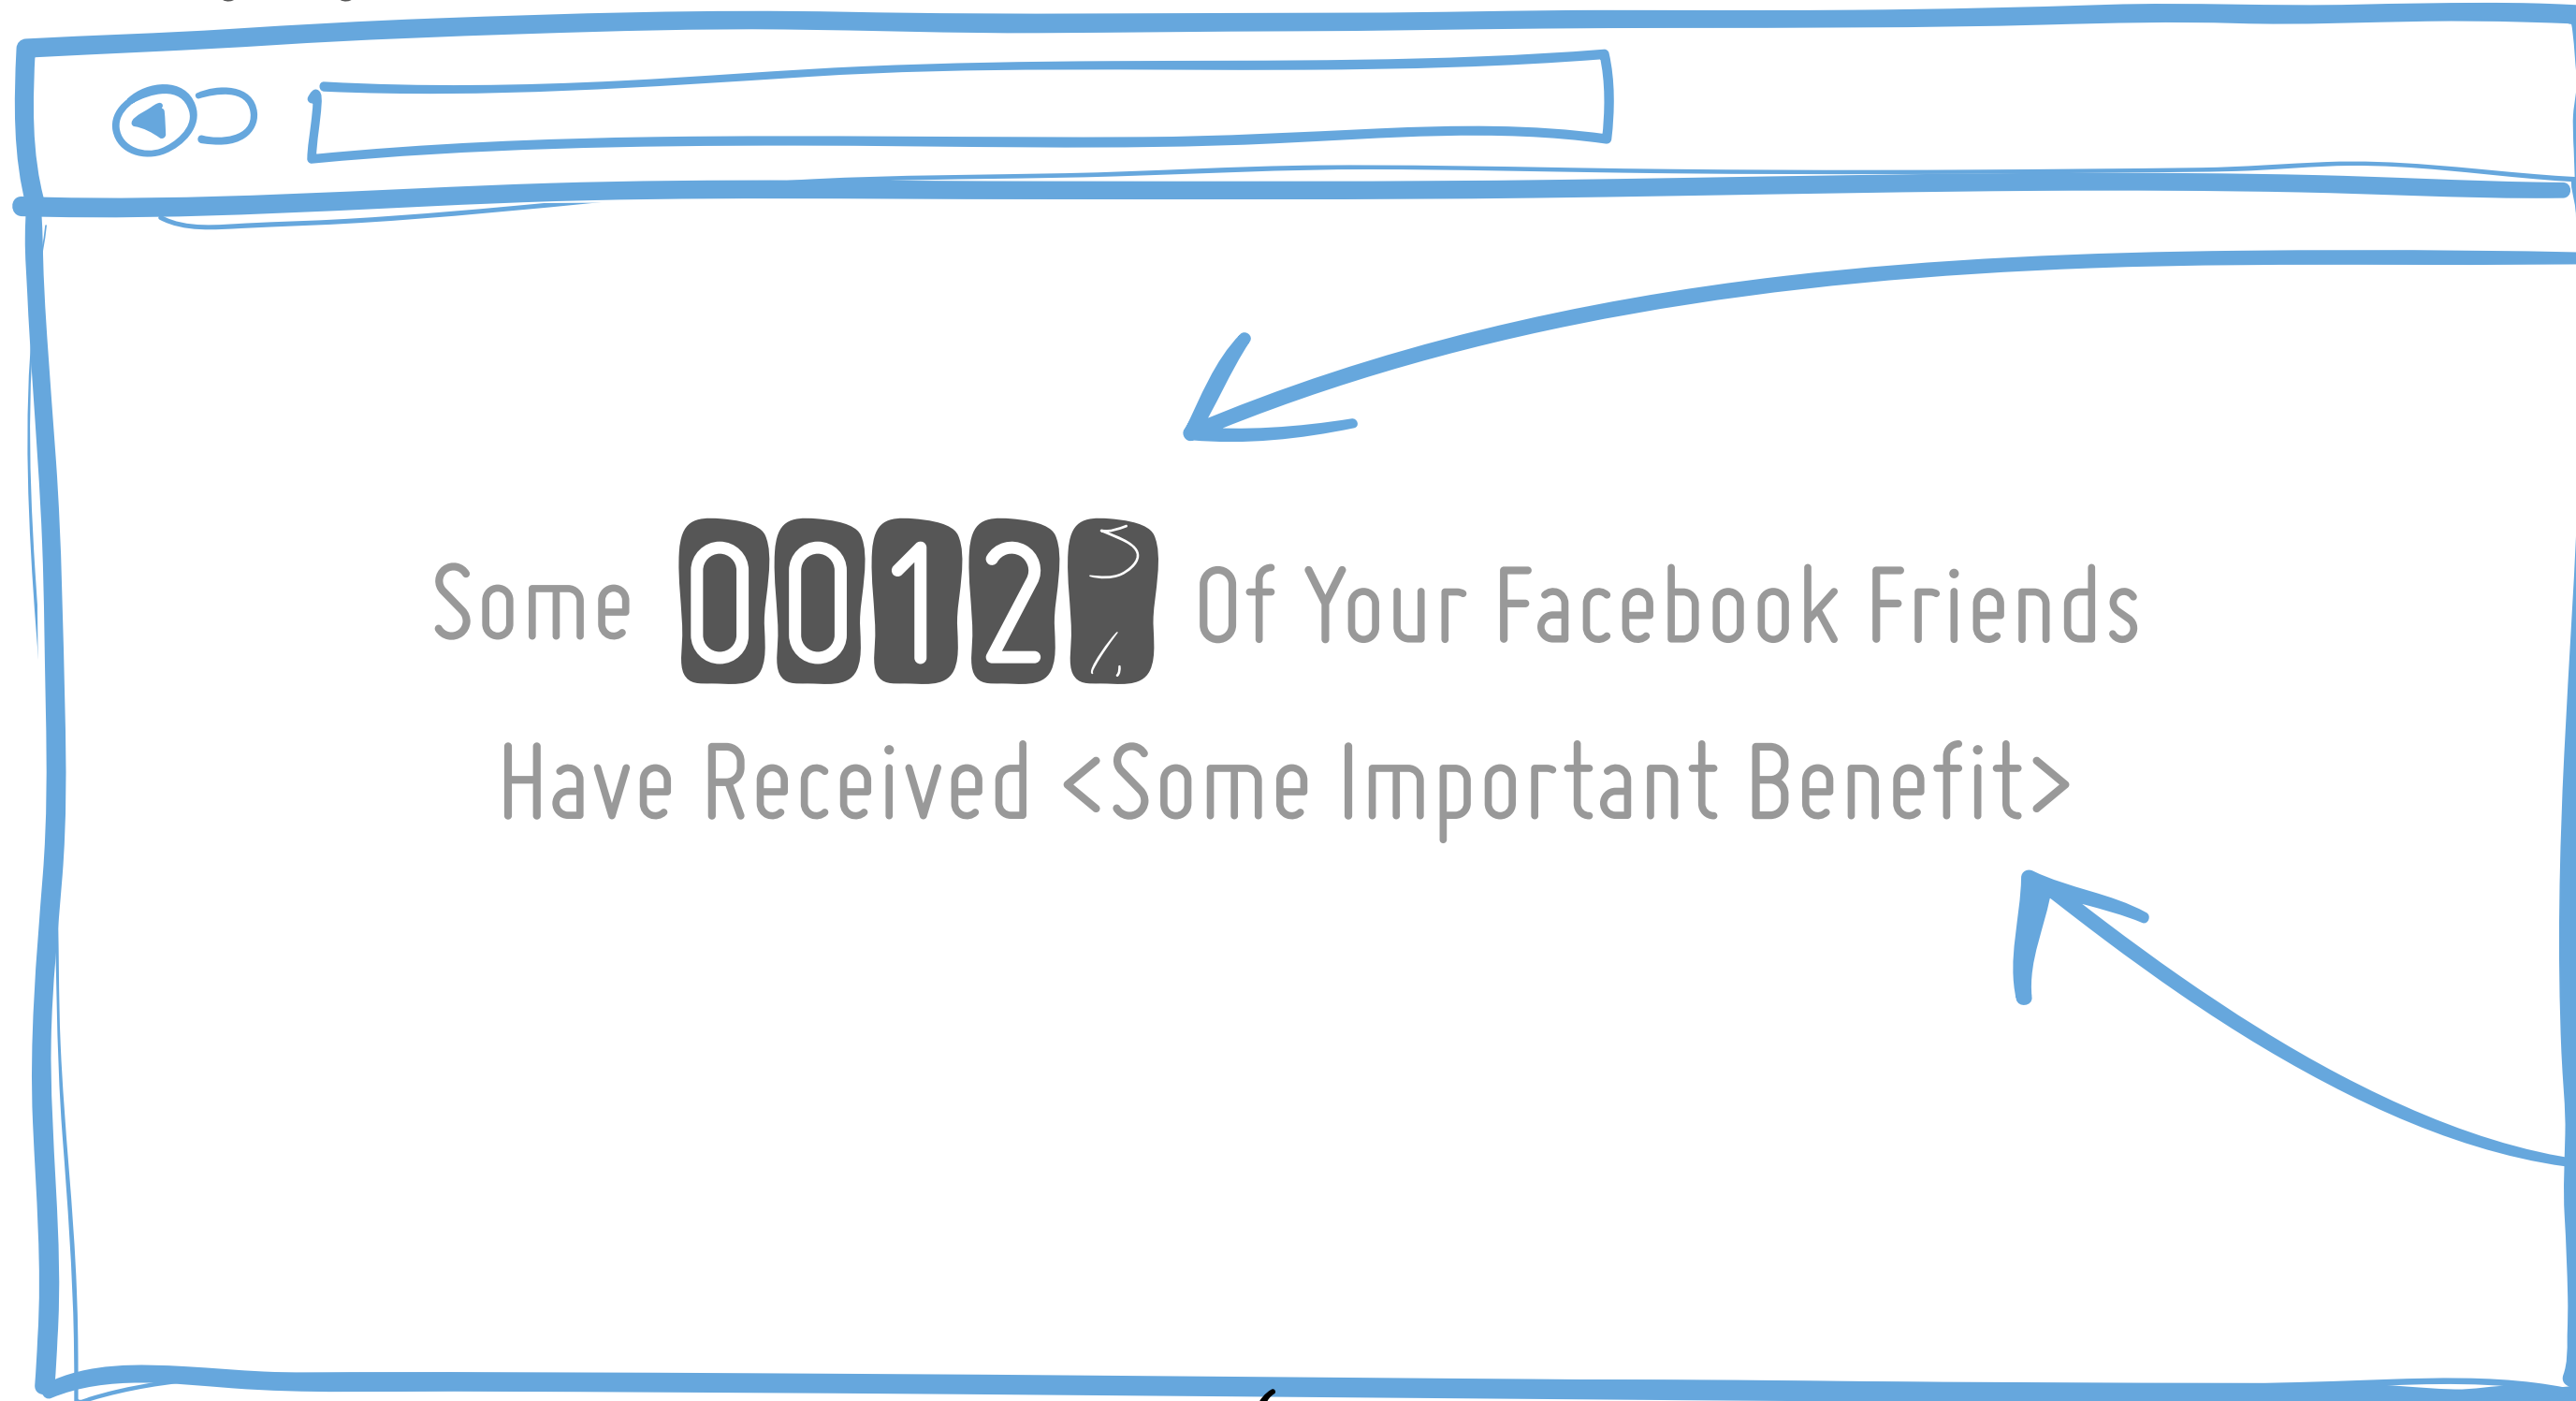 Some 0012 Of Your Facebook Friends
Have Received <Some Important Benefit>